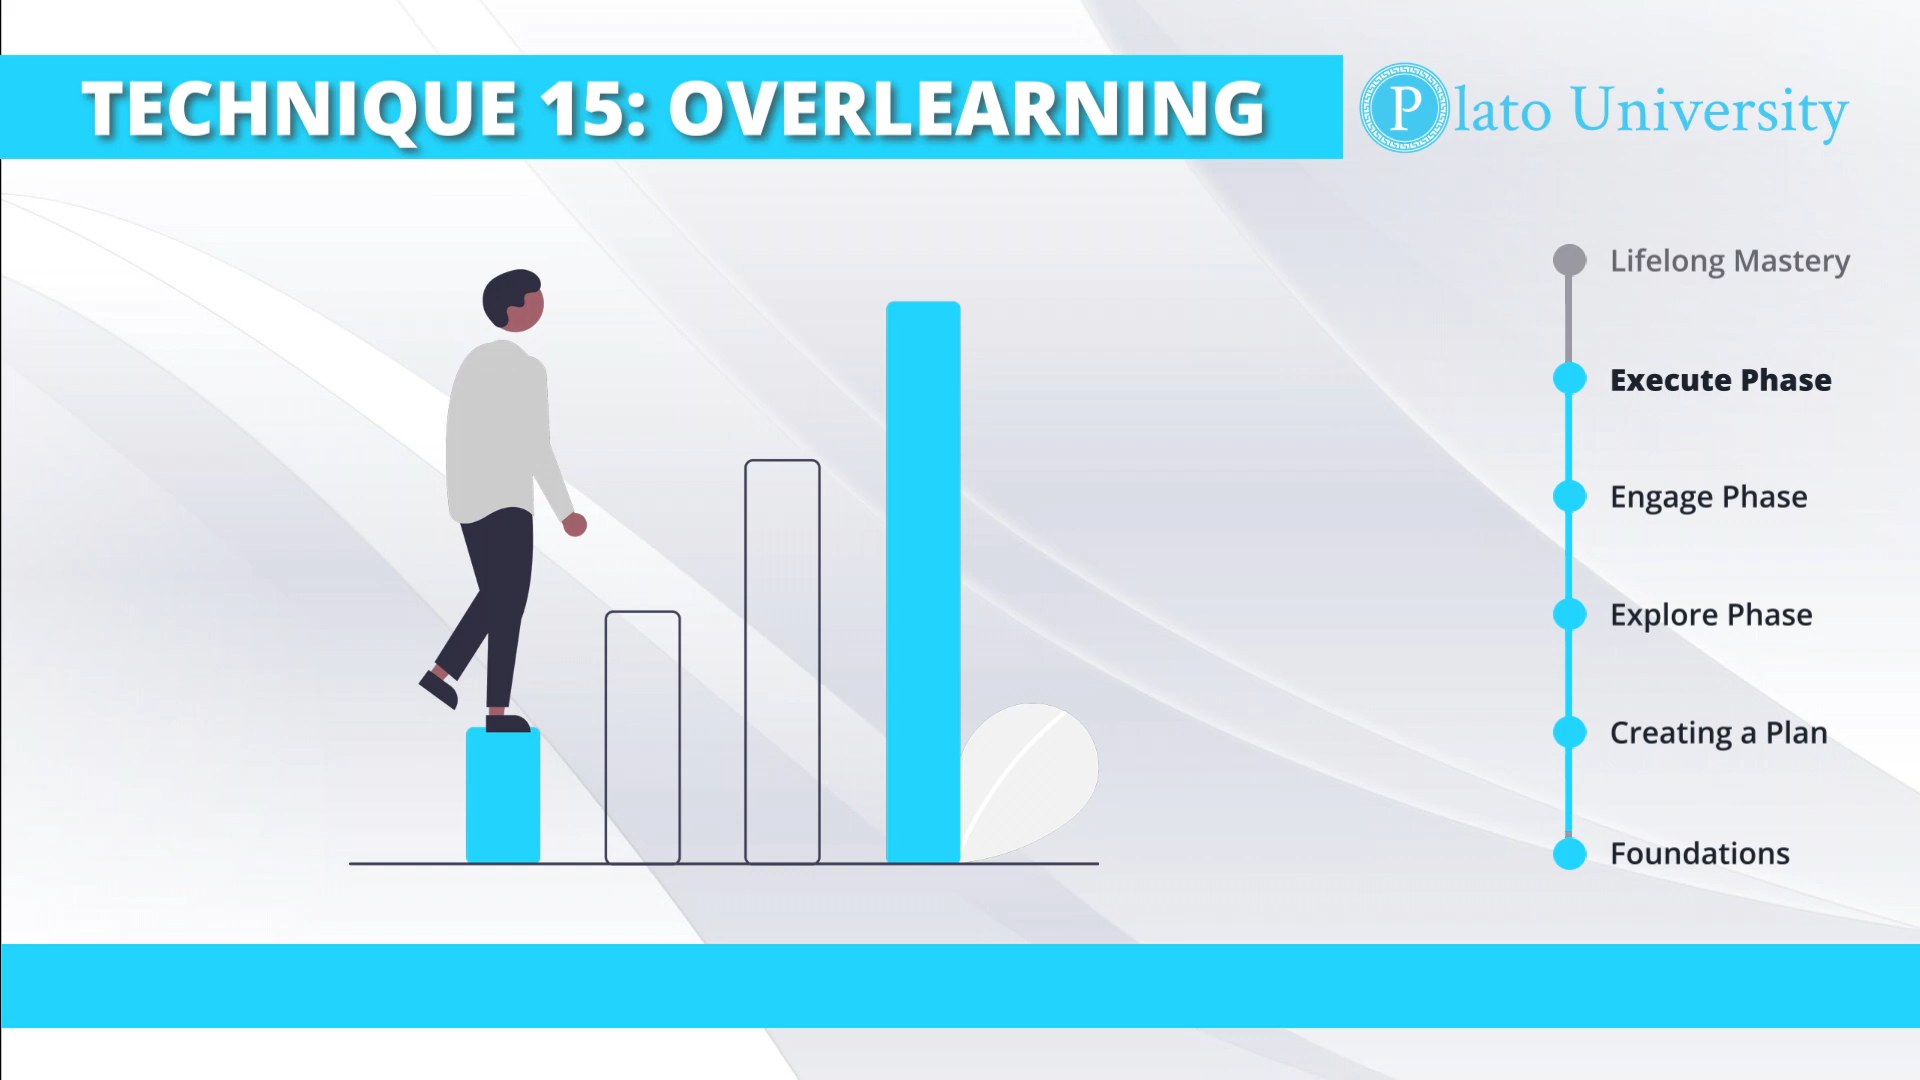 TECHNIQUE 15: OVERLEARNING
Plato University
Lifelong Mastery
Execute Phase
Engage Phase
Explore Phase
Creating a Plan
Foundations